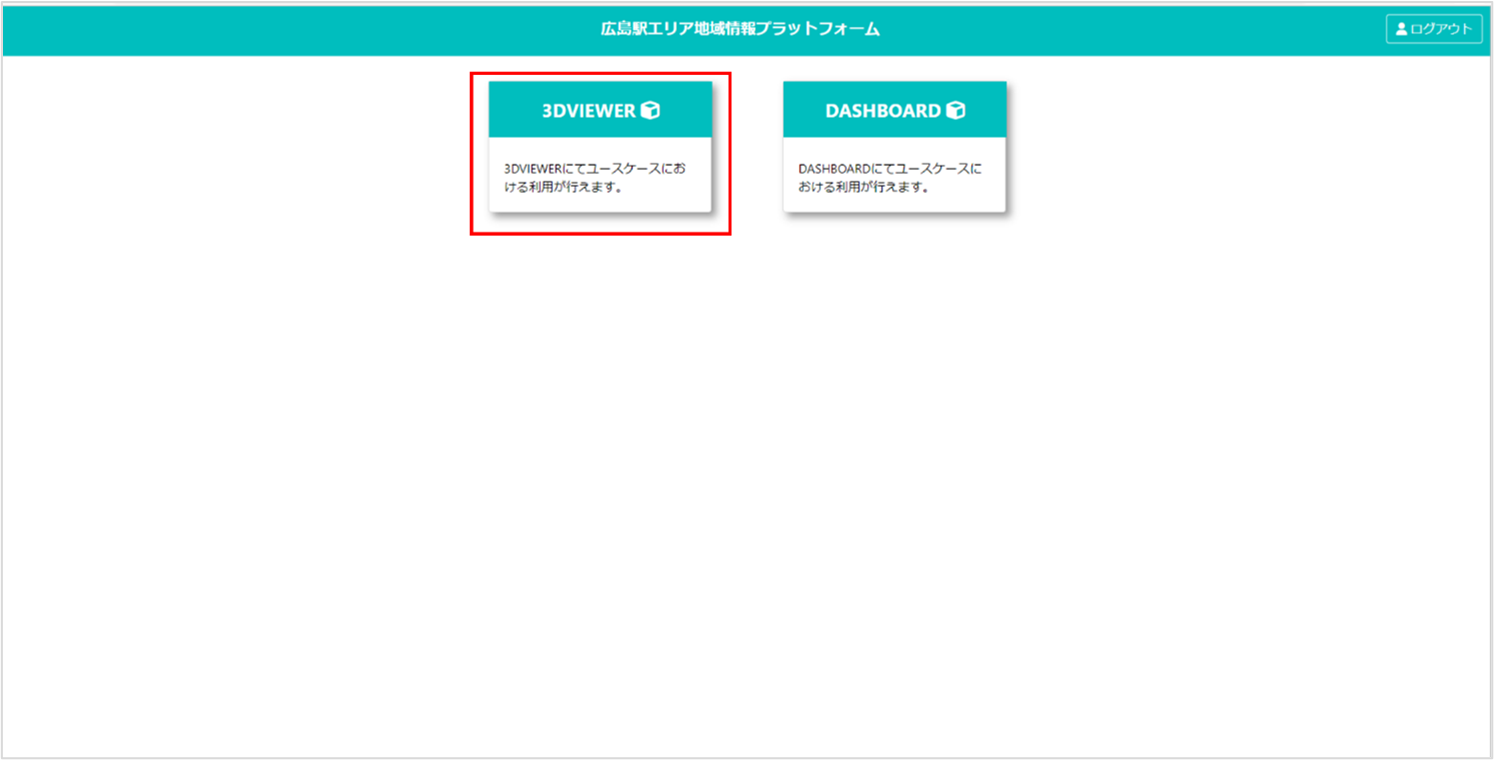 広島駅エリア地域情報プラットフォーム
ログアウト
3DVIEWER
3DVIEWERにてユースケースにお
ける利用が行えます。
DASHBOARD
DASHBOARDにてユースケースに
おける利用が行えます。